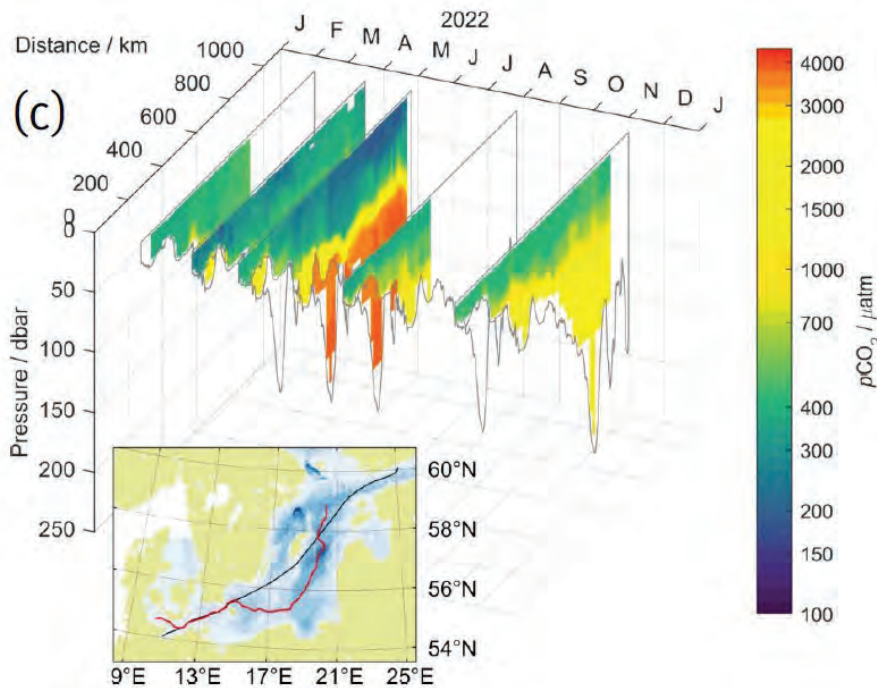 2022
J F M A M J J A S O N D J
Distance / km
1000
800
600
400
200
0
(c)
0
50
100
150
200
250
Pressure / dbar
4000
3000
2000
1500
1000
700
400
300
200
150
100
pCO2 / µatm
60°N
58°N
56°N
54°N
9°E 13°E 17°E 21°E 25°E